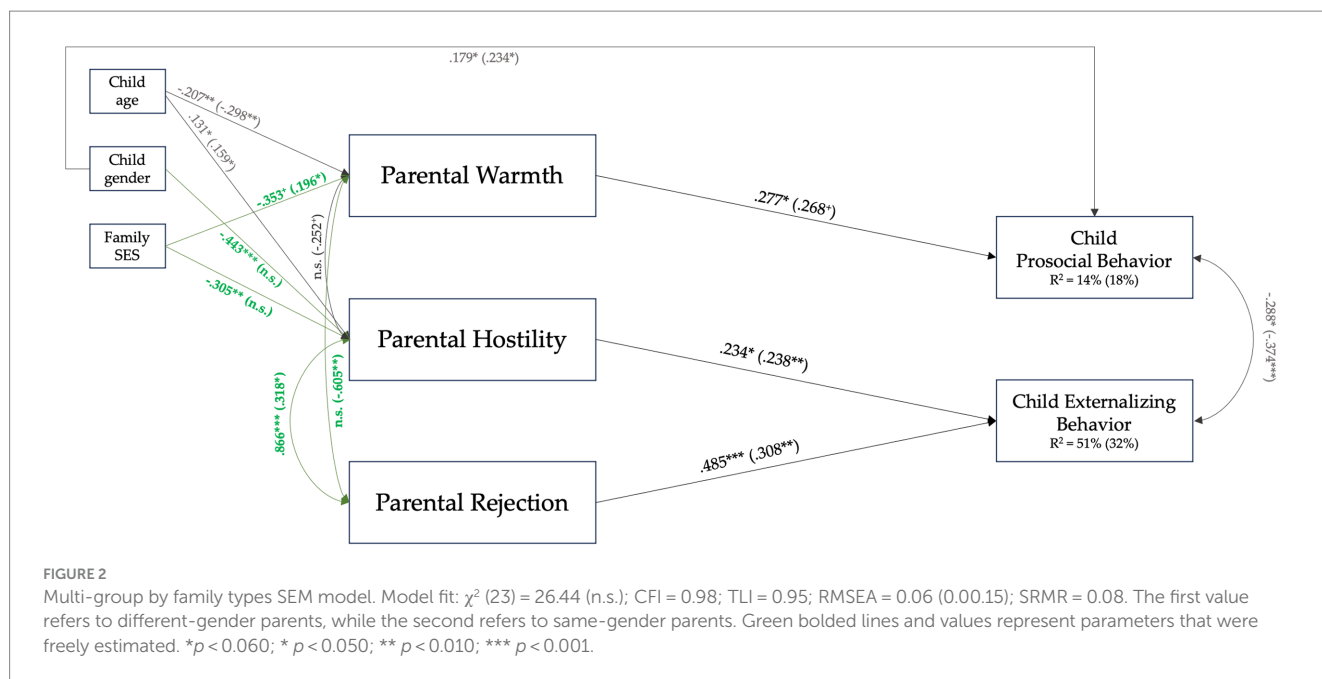 .179* (.234*)
Child
age
-.207** (-.298**)
.131* (.159*)
Child
gender
Parental Warmth
-.353⁺ (.196*)
.277* (.268⁺)
Family
SES
-.443*** (n.s.)
n.s. (-.252⁺)
Child
Prosocial Behavior
R² = 14% (18%)
-.305** (n.s.)
Parental Hostility
.234* (.238**)
-.288* (-.374***)
.866*** (.318*)
n.s. (-.605**)
Child Externalizing
Behavior
R² = 51% (32%)
.485*** (.308**)
Parental Rejection
FIGURE 2
Multi-group by family types SEM model. Model fit: χ² (23) = 26.44 (n.s.); CFI = 0.98; TLI = 0.95; RMSEA = 0.06 (0.00.15); SRMR = 0.08. The first value
refers to different-gender parents, while the second refers to same-gender parents. Green bolded lines and values represent parameters that were
freely estimated. *p < 0.060; * p < 0.050; ** p < 0.010; *** p < 0.001.